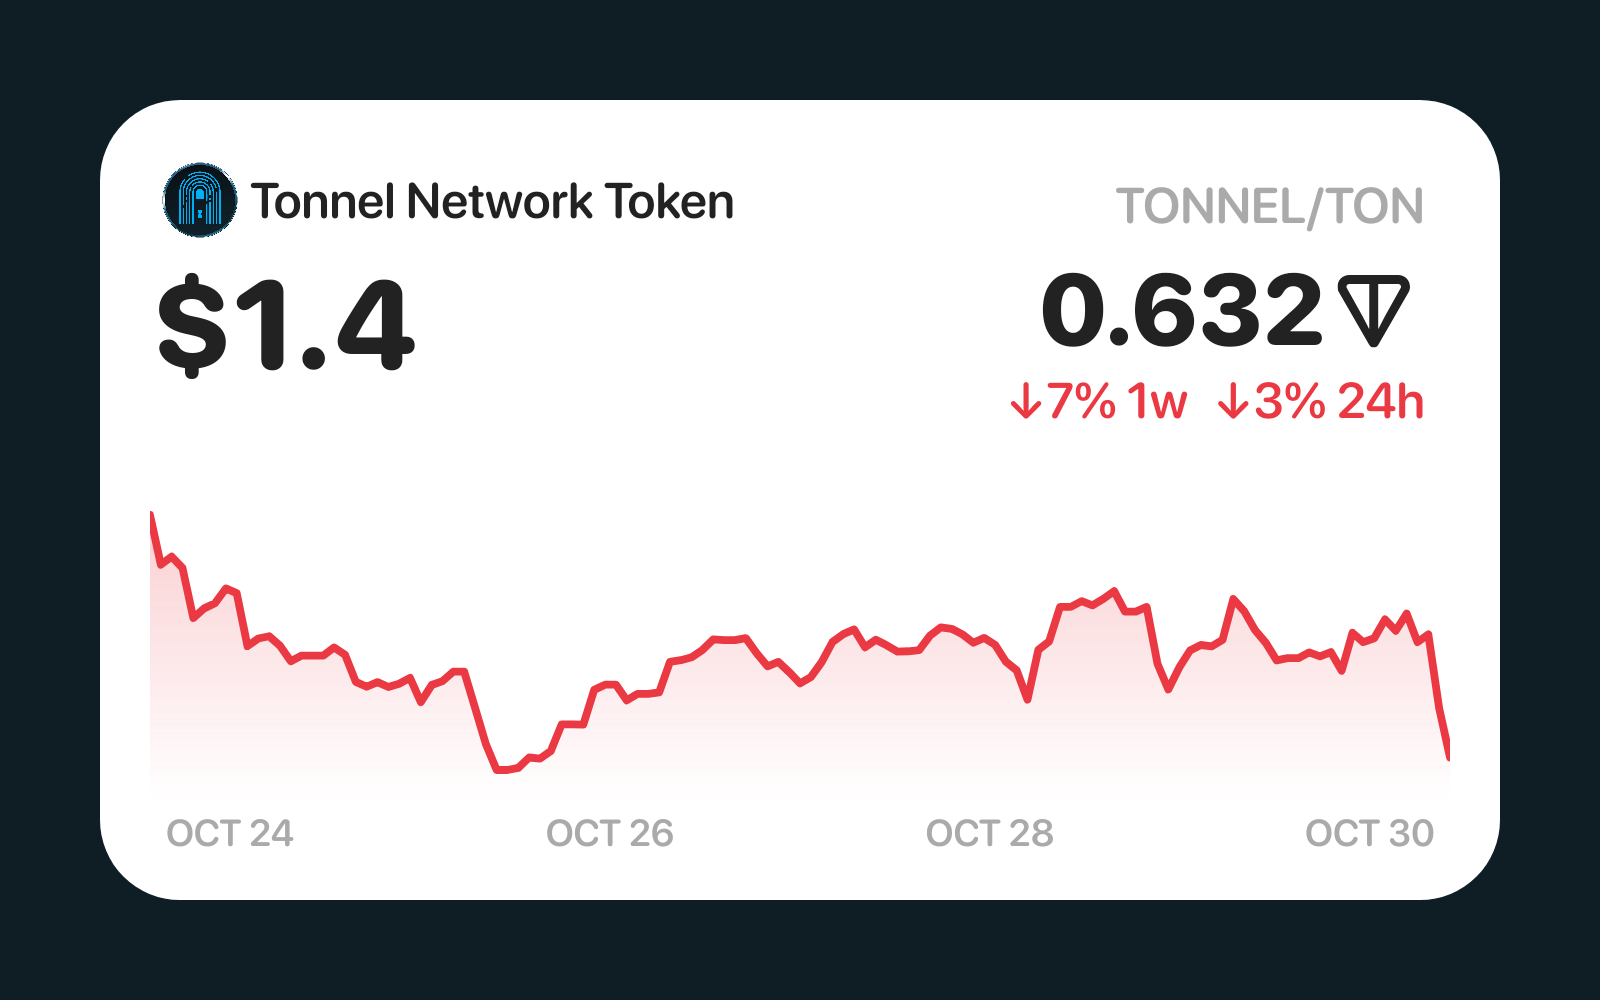 Tonnel Network Token
TONNEL/TON
$1.4
0.632
↓7% 1w ↓3% 24h
OCT 24 OCT 26 OCT 28 OCT 30